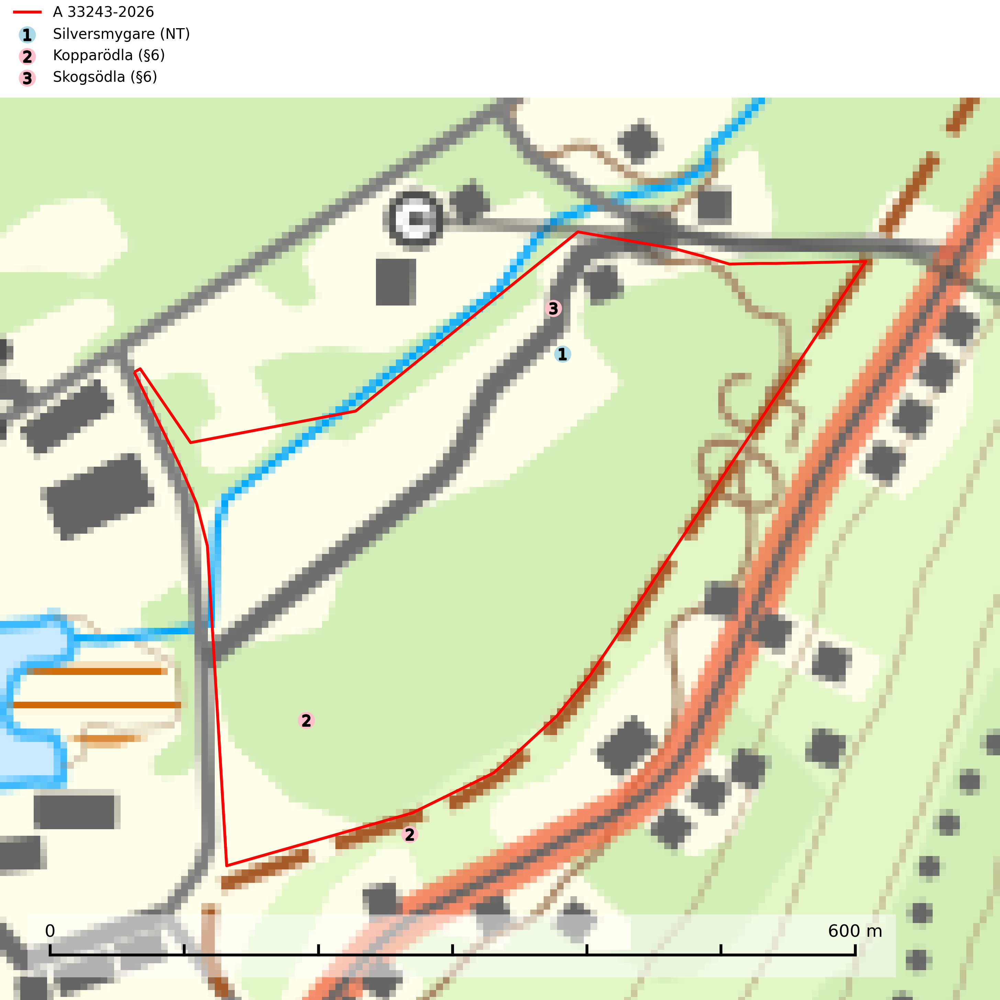 A 33243-2026
1 Silversmygare (NT)
2 Kopparödla (§6)
3 Skogsödla (§6)
3
1
2
2
0 600 m